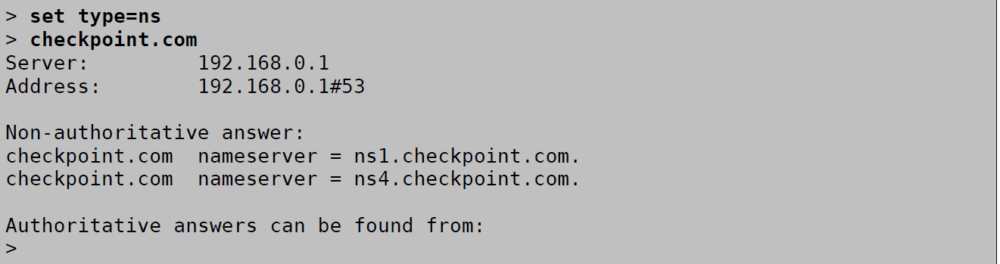 > set type=ns
> checkpoint.com
Server:         192.168.0.1
Address:        192.168.0.1#53
Non-authoritative answer:
checkpoint.com  nameserver = ns1.checkpoint.com.
checkpoint.com  nameserver = ns4.checkpoint.com.
Authoritative answers can be found from:
>